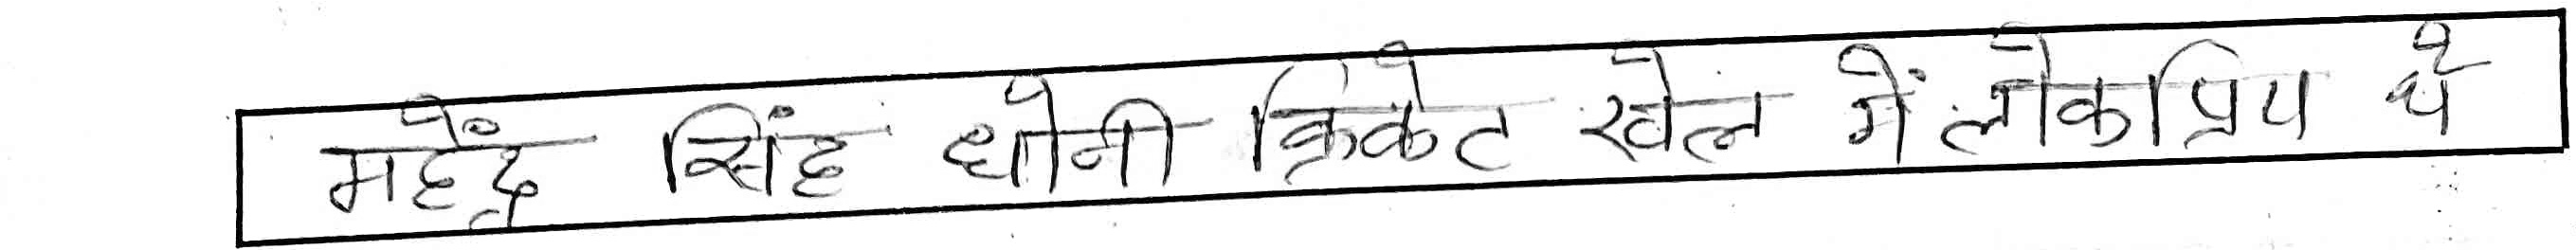 महेंद्र सिंह धोनी क्रिकेट खेल में लोकप्रिय थे